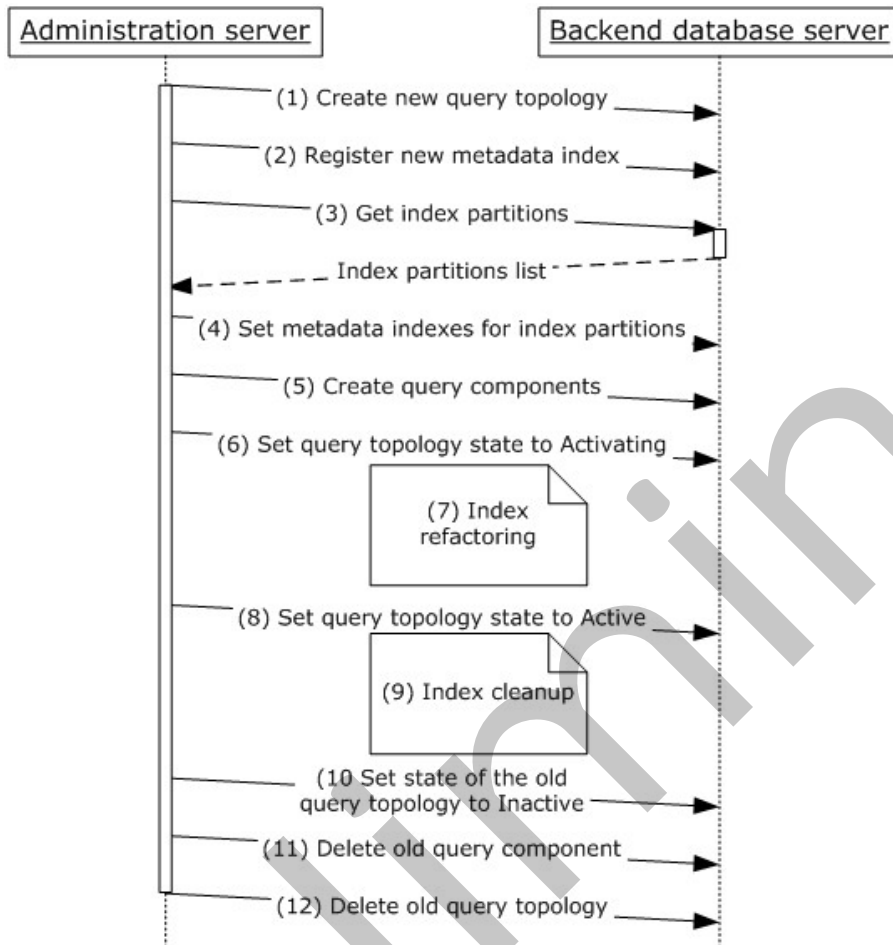 Administration server
Backend database server
(1) Create new query topology
(2) Register new metadata index
(3) Get index partitions
Index partitions list
(4) Set metadata indexes for index partitions
(5) Create query components
(6) Set query topology state to Activating
(7) Index
refactoring
(8) Set query topology state to Active
(9) Index cleanup
(10 Set state of the old
query topology to Inactive
(11) Delete old query component
(12) Delete old query topology